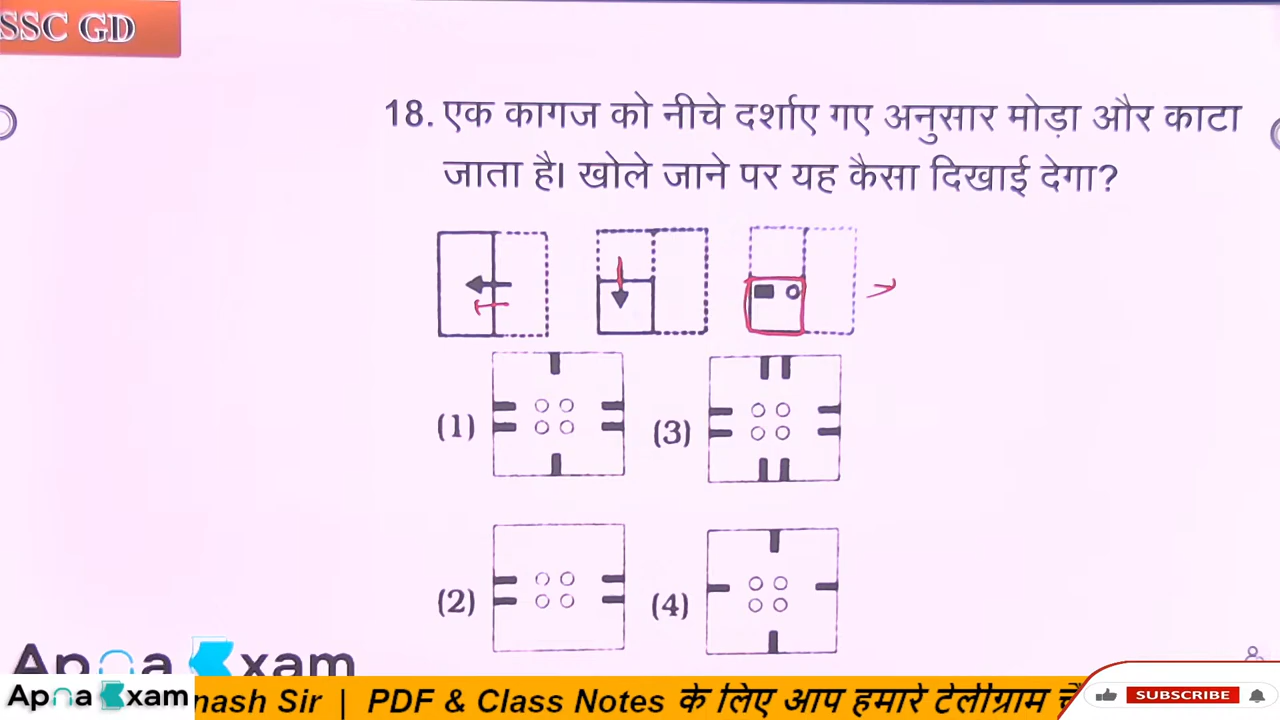 SSC GD
18. एक कागज को नीचे दर्शाए गए अनुसार मोड़ा और काटा
जाता है। खोले जाने पर यह कैसा दिखाई देगा?
(1)
(3)
(2)
(4)
Apna Exam
Apna Exam
nash Sir | PDF & Class Notes के लिए आप हमारे टेलीग्राम
SUBSCRIBE